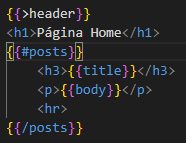 {{>header}}
<h1>Página Home</h1>
{{#posts}}
<h3>{{title}}</h3>
<p>{{body}}</p>
<hr>
{{/posts}}